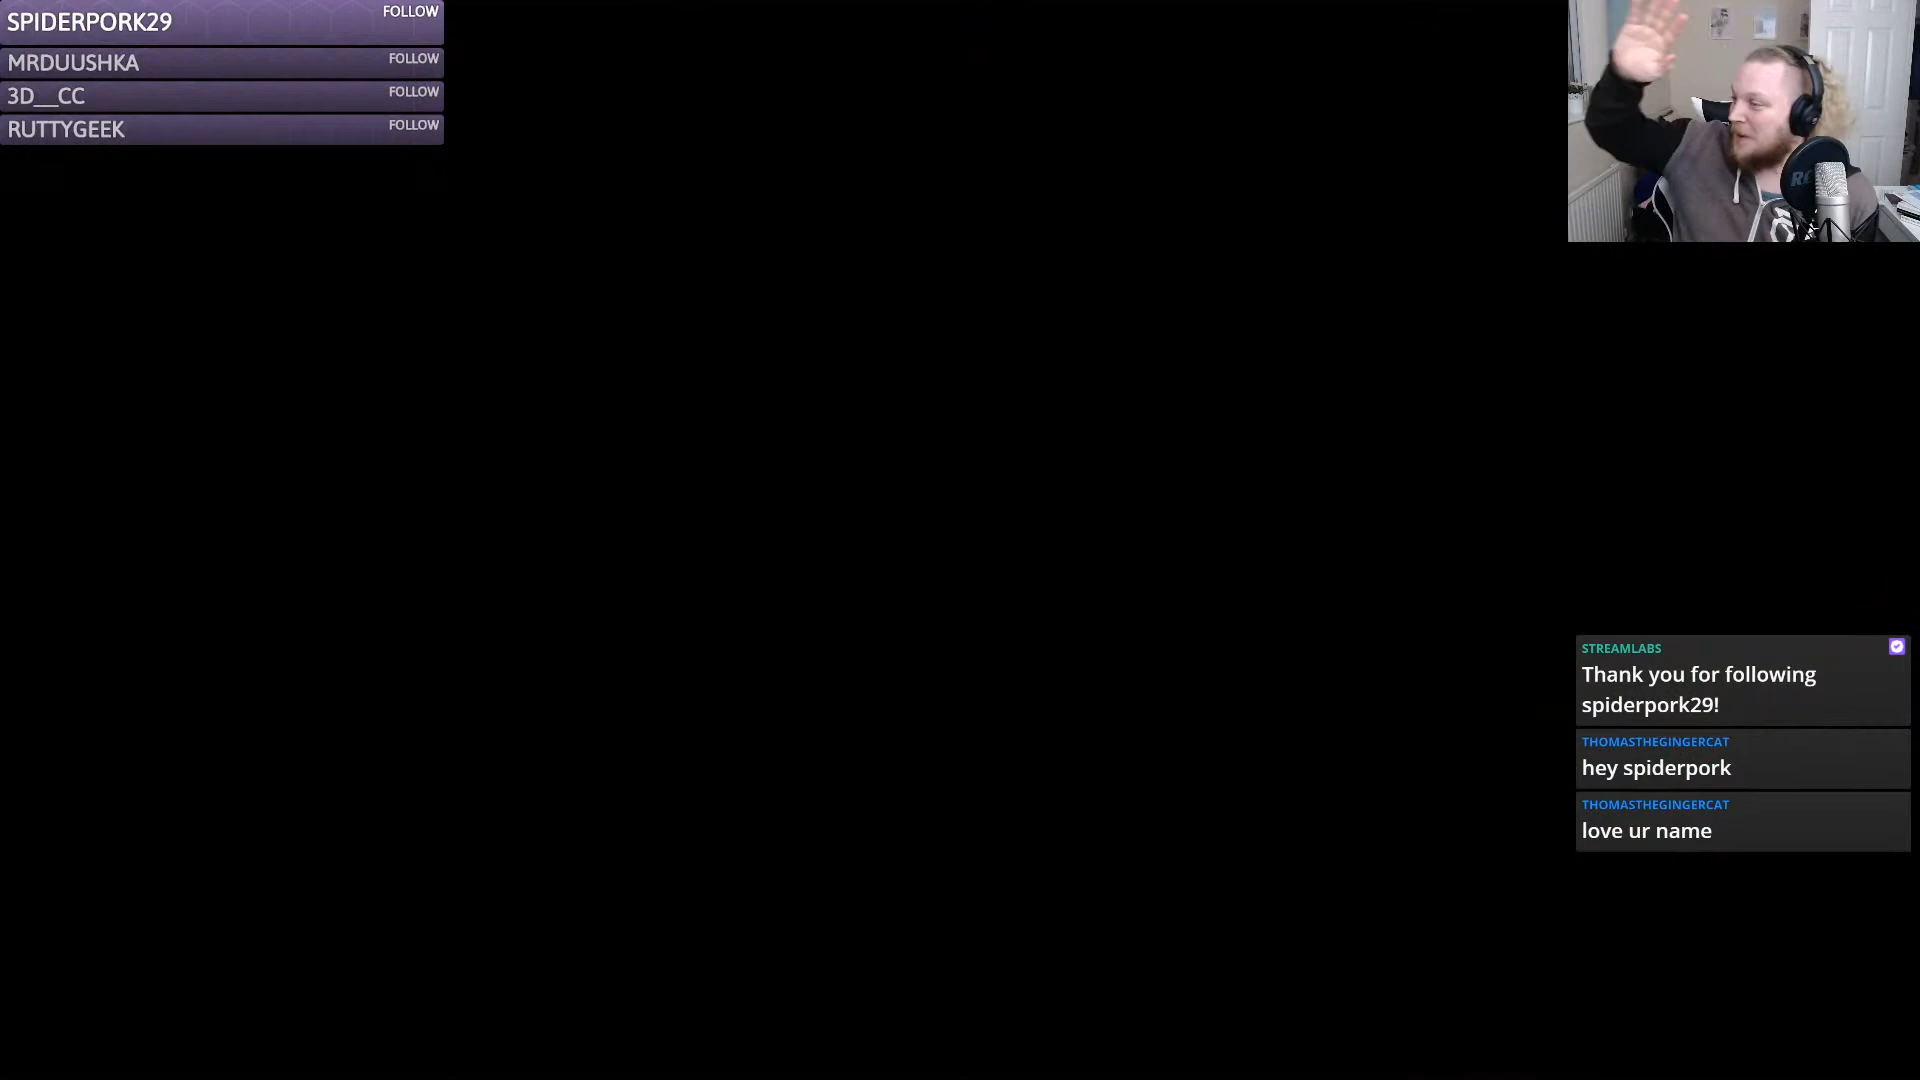 SPIDERPORK29 FOLLOW
MRDUUSHKA FOLLOW
3D__CC FOLLOW
RUTTYGEEK FOLLOW
STREAMLABS
Thank you for following
spiderpork29!
THOMASTHEGINGERCAT
hey spiderpork
THOMASTHEGINGERCAT
love ur name